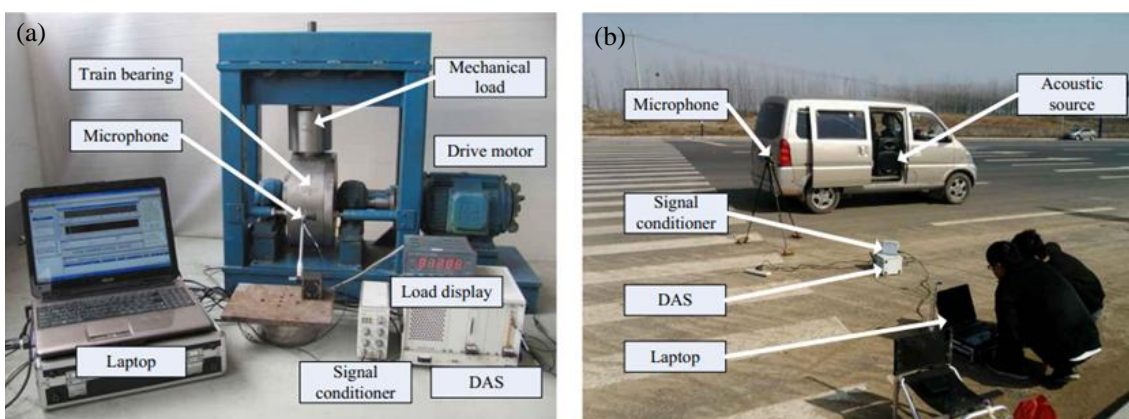 (a)
Train bearing
Mechanical
load
Microphone
Drive motor
Load display
Laptop
Signal
conditioner
DAS
(b)
Microphone
Acoustic
source
Signal
conditioner
DAS
Laptop